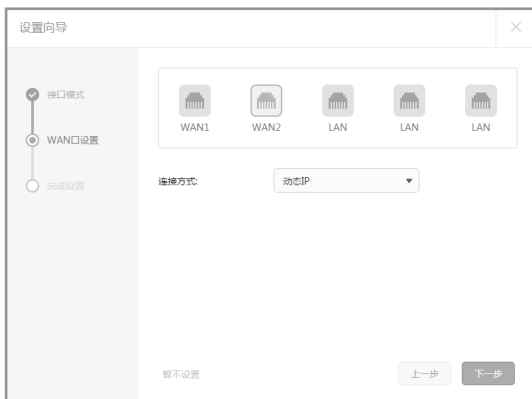 设置向导
接口模式
WAN口设置
完成设置
WAN1 WAN2 LAN LAN LAN
连接方式: 动态IP
暂不设置 上一步 下一步